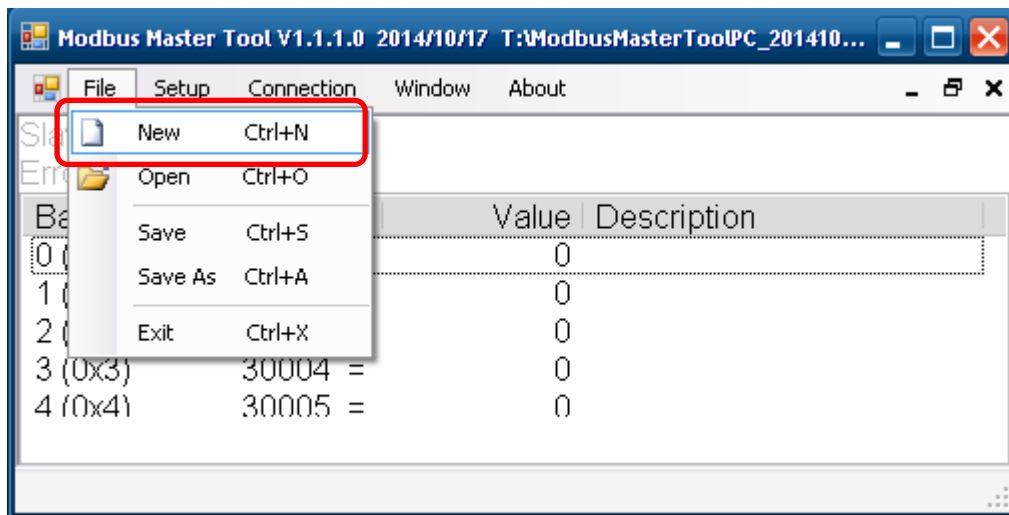 Modbus Master Tool V1.1.1.0 2014/10/17 T:\ModbusMasterToolPC_201410...
File Setup Connection Window About
New Ctrl+N
Open Ctrl+O
Save Ctrl+S
Save As Ctrl+A
Exit Ctrl+X
Value Description
0 ( 0
1 ( 0
2 ( 0
3 (0x3) 30004 = 0
4 (0x4) 30005 = 0